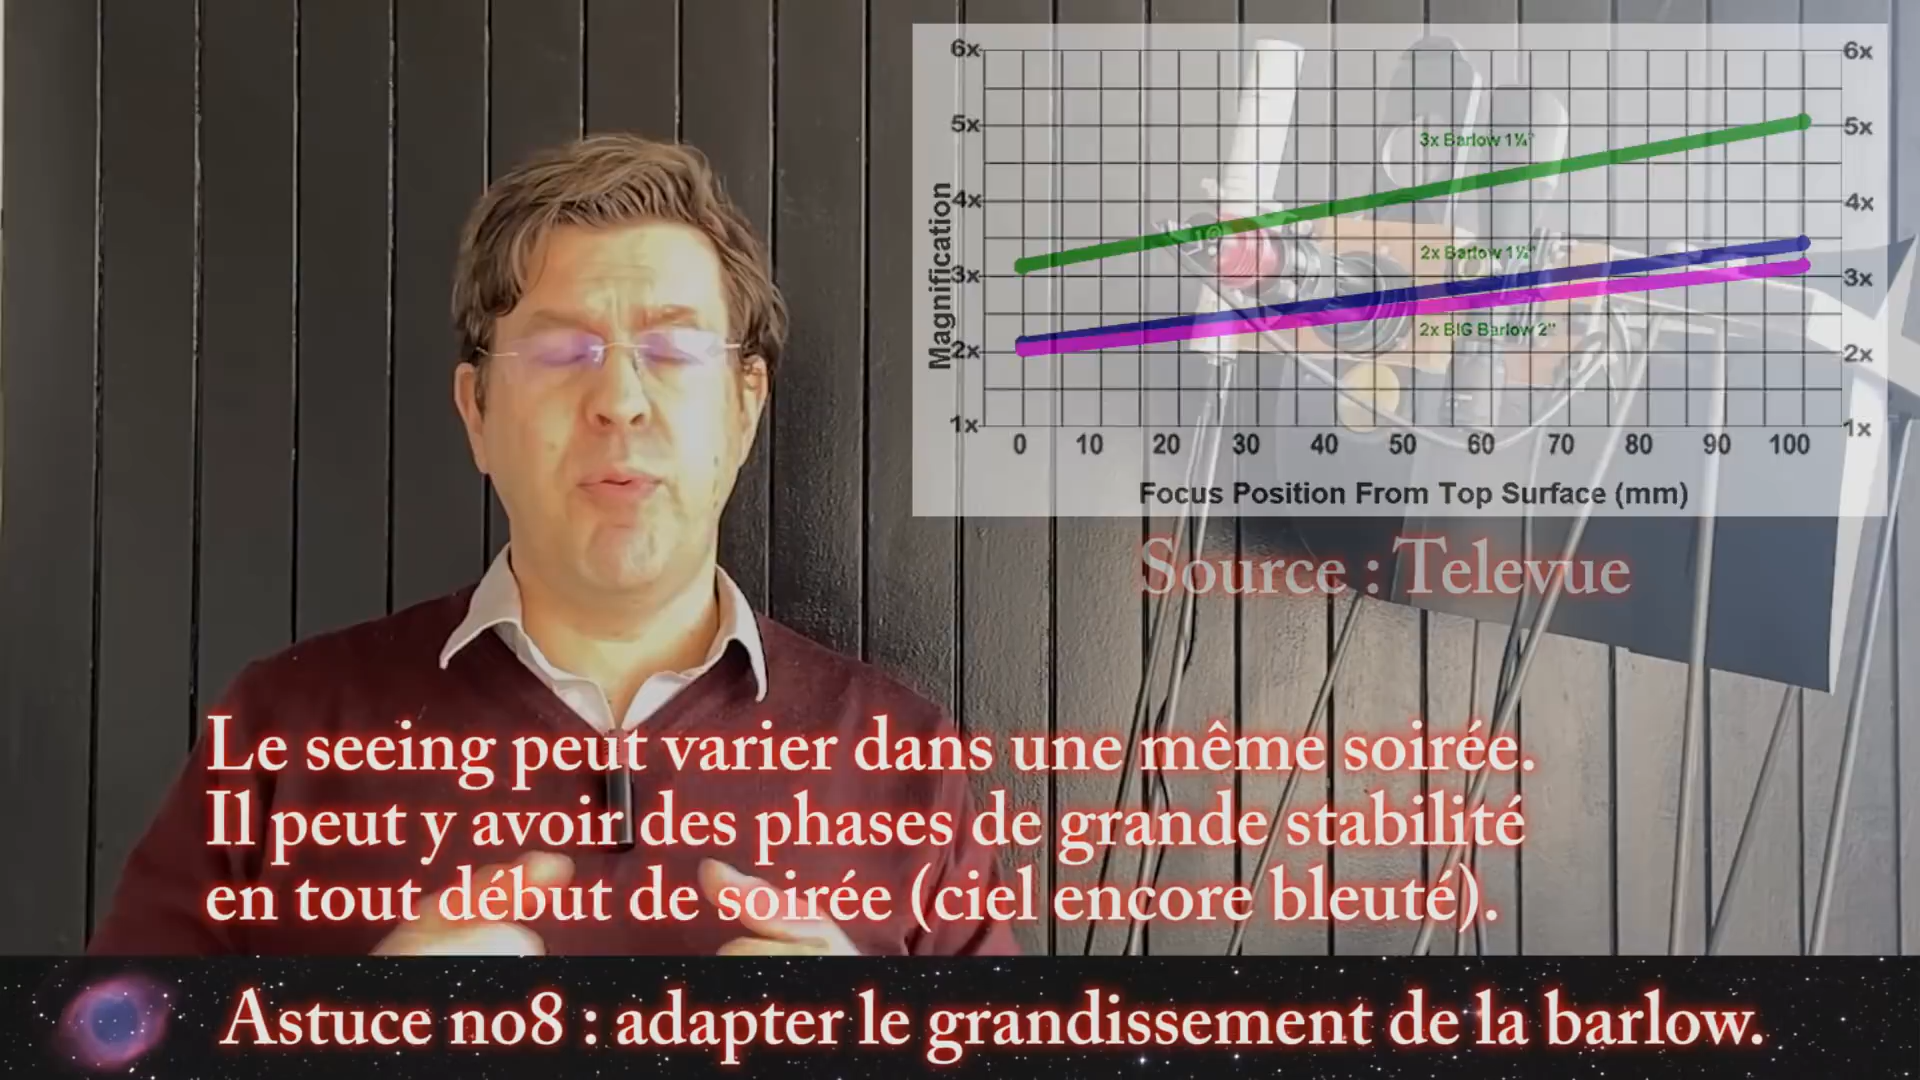 6x 6x
5x 5x
4x 4x
3x 3x
2x 2x
1x 1x
Magnification
3x Barlow 1¼"
2x Barlow 1¼"
2x BIG Barlow 2"
0 10 20 30 40 50 60 70 80 90 100
Focus Position From Top Surface (mm)
Source : Televue
Le seeing peut varier dans une même soirée.
Il peut y avoir des phases de grande stabilité
en tout début de soirée (ciel encore bleuté).
Astuce no8 : adapter le grandissement de la barlow.